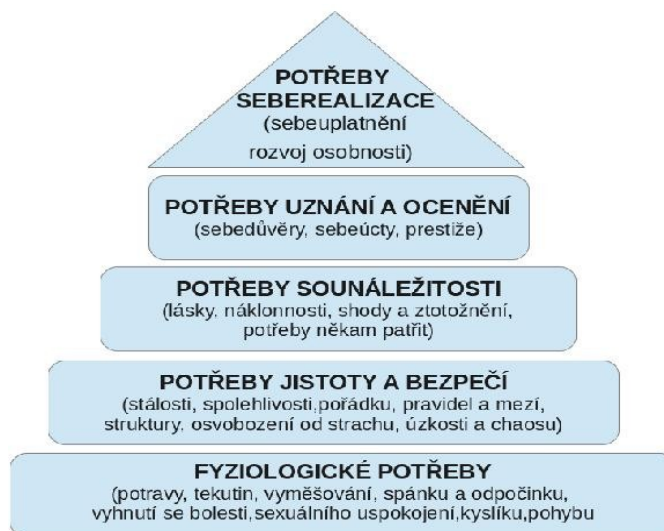 POTŘEBY
SEBEREALIZACE
(sebeuplatnění
rozvoj osobnosti)
POTŘEBY UZNÁNÍ A OCENĚNÍ
(sebedůvěry, sebeúcty, prestiže)
POTŘEBY SOUNÁLEŽITOSTI
(lásky, náklonnosti, shody a ztotožnění,
potřeby někam patřit)
POTŘEBY JISTOTY A BEZPEČÍ
(stálosti, spolehlivosti,pořádku, pravidel a mezí,
struktury, osvobození od strachu, úzkosti a chaosu)
FYZIOLOGICKÉ POTŘEBY
(potravy, tekutin, vyměšování, spánku a odpočinku,
vyhnutí se bolesti,sexuálního uspokojení,kyslíku,pohybu